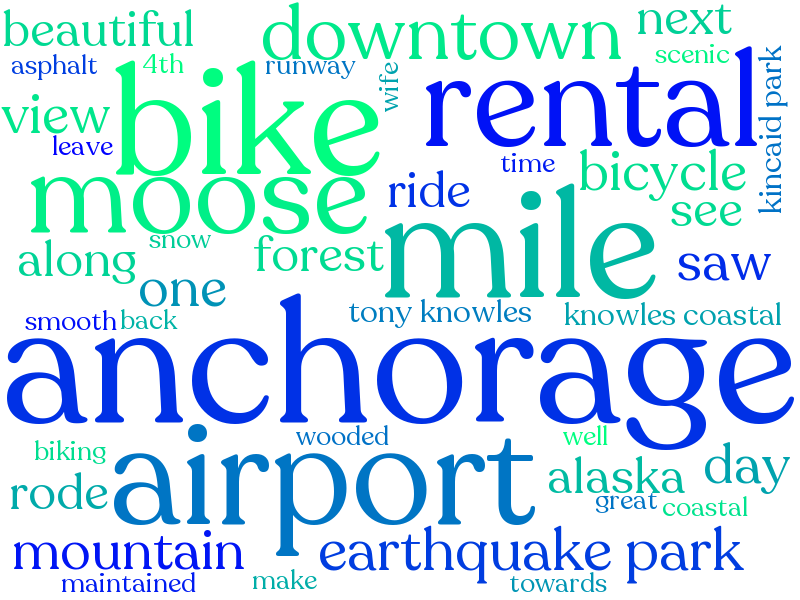 beautiful
downtown
next
asphalt
4th
runway
scenic
wife
bike
rental
kincaid park
view
leave
time
bicycle
moose
ride
see
mile
snow
along
forest
saw
one
smooth
back
tony knowles
knowles coastal
anchorage
wooded
well
biking
airport
rode
alaska
day
great
coastal
mountain
earthquake park
maintained
make
towards